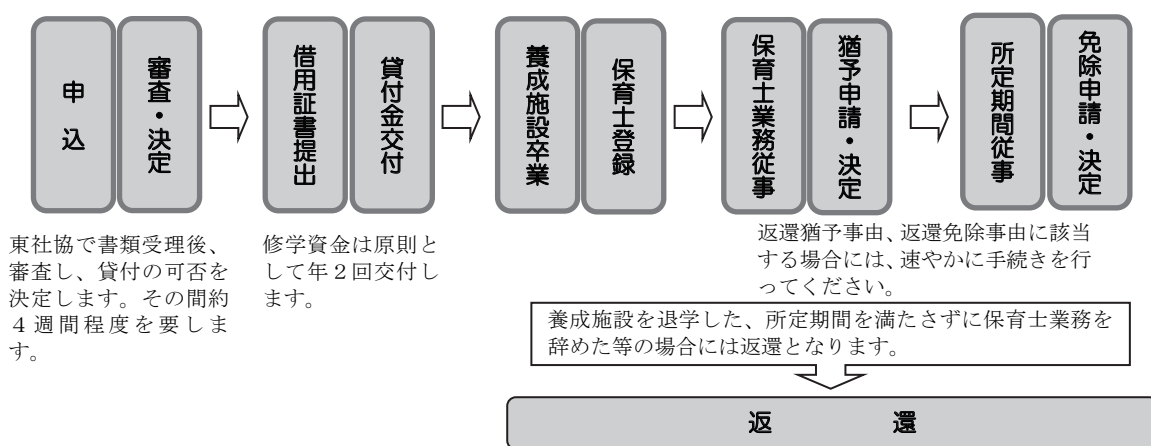 申込
審査・決定
借用証書提出
貸付金交付
養成施設卒業
保育士登録
保育士業務従事
猶予申請・決定
所定期間従事
免除申請・決定
東社協で書類受理後、
審査し、貸付の可否を
決定します。その間約
４週間程度を要しま
す。
修学資金は原則と
して年２回交付し
ます。
返還猶予事由、返還免除事由に該当
する場合には、速やかに手続きを行
ってください。
養成施設を退学した、所定期間を満たさずに保育士業務を
辞めた等の場合には返還となります。
返還